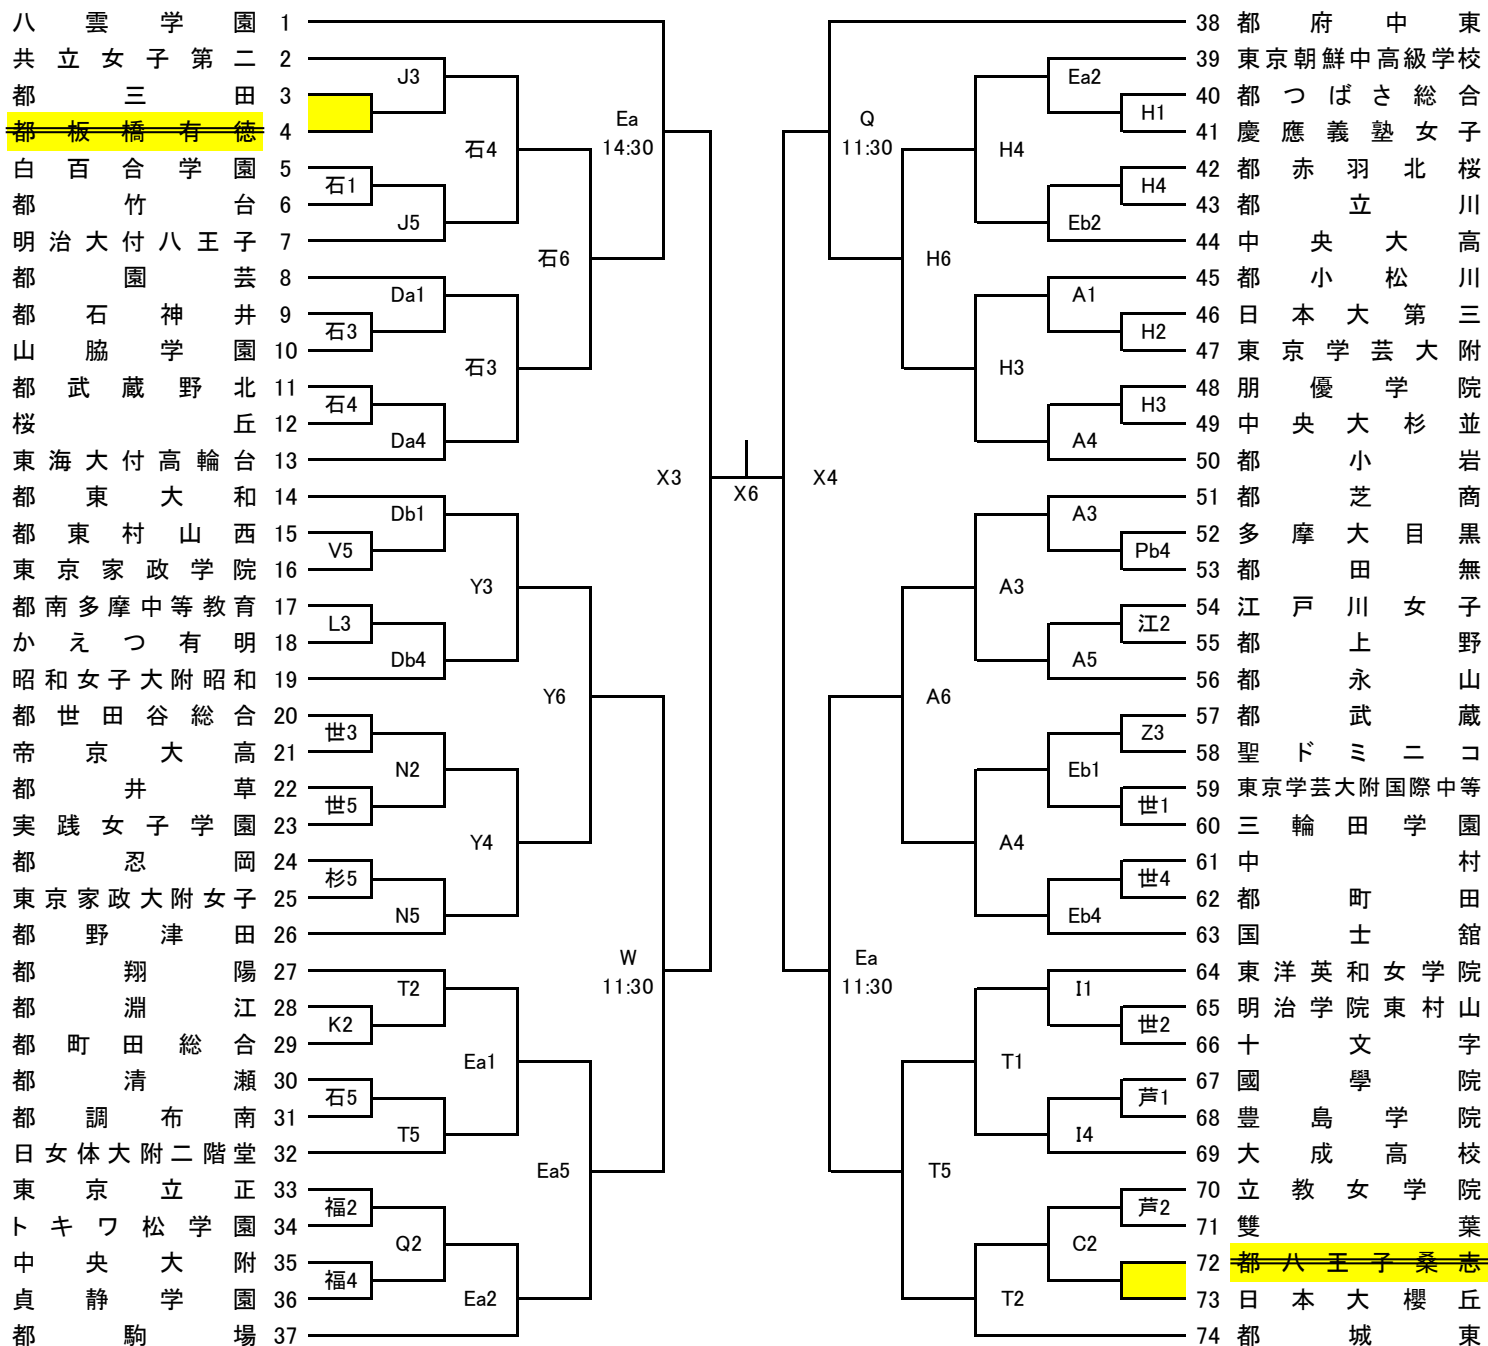 八雲学園 1
共立女子第二 2
都三田 3
都板橋有徳 4
白百合学園 5
都竹台 6
明治大付八王子 7
都園芸 8
都石神井 9
山脇学園 10
都武蔵野北 11
桜丘 12
東海大付高輪台 13
都東大和 14
都東村山西 15
東京家政学院 16
都南多摩中等教育 17
かえつ有明 18
昭和女子大附昭和 19
都世田谷総合 20
帝京大高 21
都井草 22
実践女子学園 23
都忍岡 24
東京家政大附女子 25
都野津田 26
都翔陽 27
都淵江 28
都町田総合 29
都清瀬 30
都調布南 31
日女体大附二階堂 32
東京立正 33
トキワ松学園 34
中央大附 35
貞静学園 36
都駒場 37
石1
石3
石4
V5
L3
世3
世5
杉5
K2
石5
福2
福4
J3
J5
Da1
Da4
Db1
Db4
N2
N5
T2
T5
Q2
石4
石3
Y3
Y4
Ea1
Ea2
石6
Y6
Ea5
Ea
14:30
W
11:30
X3
X6
X4
Q
11:30
Ea
11:30
H6
A6
T5
H4
H3
A3
A4
T1
T2
Ea2
Eb2
A1
A4
A3
A5
Eb1
Eb4
I1
I4
C2
H1
H4
H2
H3
Pb4
江2
Z3
世1
世4
世2
芦1
芦2
38 都府中東
39 東京朝鮮中高級学校
40 都つばさ総合
41 慶應義塾女子
42 都赤羽北桜
43 都立川
44 中央大高
45 都小松川
46 日本大第三
47 東京学芸大附
48 朋優学院
49 中央大杉並
50 都小岩
51 都芝商
52 多摩大目黒
53 都田無
54 江戸川女子
55 都上野
56 都永山
57 都武蔵
58 聖ドミニコ
59 東京学芸大附国際中等
60 三輪田学園
61 中村
62 都町田
63 国士舘
64 東洋英和女学院
65 明治学院東村山
66 十文字
67 國學院
68 豊島学院
69 大成高校
70 立教女学院
71 雙葉
72 都八王子桑志
73 日本大櫻丘
74 都城東